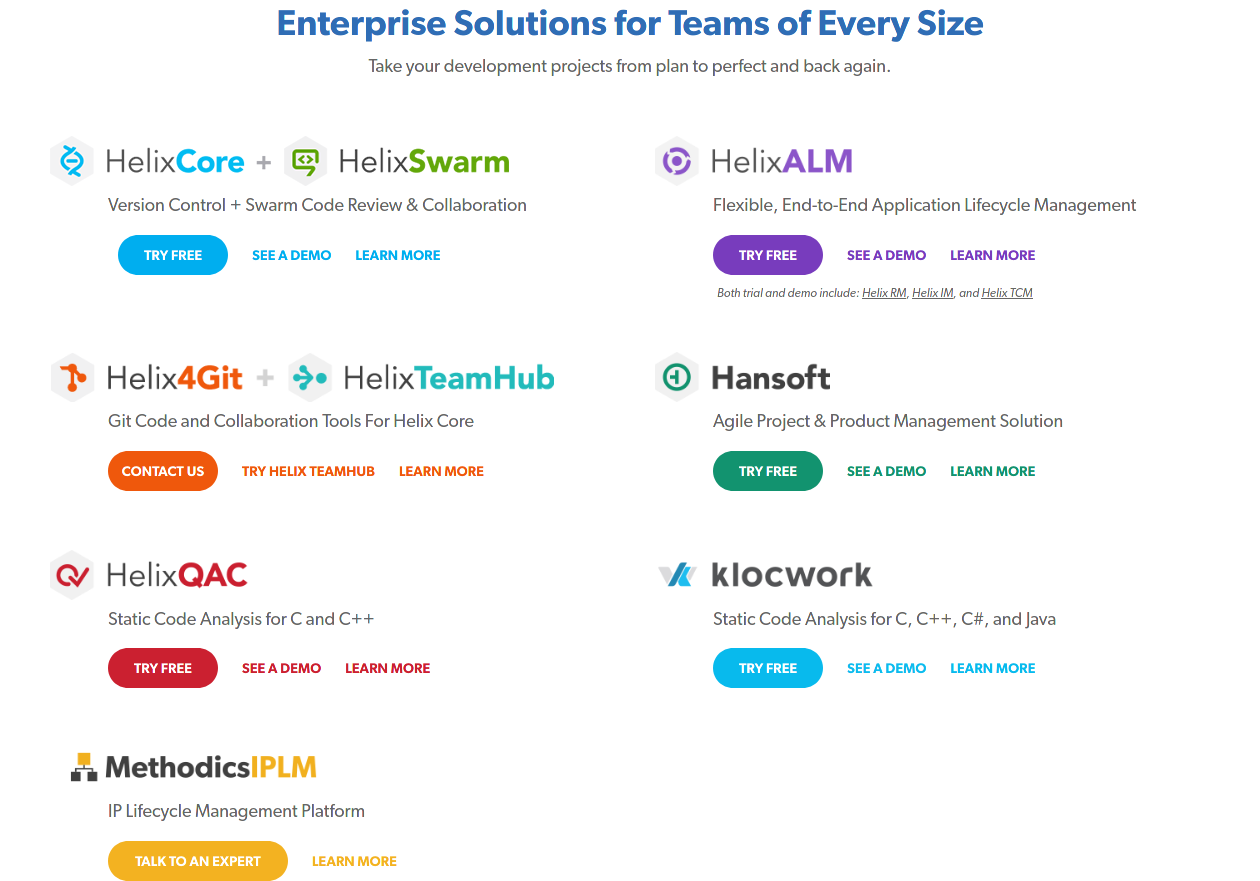 Enterprise Solutions for Teams of Every Size
Take your development projects from plan to perfect and back again.
HelixCore + HelixSwarm
Version Control + Swarm Code Review & Collaboration
TRY FREE SEE A DEMO LEARN MORE
HelixALM
Flexible, End-to-End Application Lifecycle Management
TRY FREE SEE A DEMO LEARN MORE
Both trial and demo include: Helix RM, Helix IM, and Helix TCM
Helix4Git + HelixTeamHub
Git Code and Collaboration Tools For Helix Core
CONTACT US TRY HELIX TEAMHUB LEARN MORE
Hansoft
Agile Project & Product Management Solution
TRY FREE SEE A DEMO LEARN MORE
HelixQAC
Static Code Analysis for C and C++
TRY FREE SEE A DEMO LEARN MORE
klocwork
Static Code Analysis for C, C++, C#, and Java
TRY FREE SEE A DEMO LEARN MORE
MethodicsIPLM
IP Lifecycle Management Platform
TALK TO AN EXPERT LEARN MORE